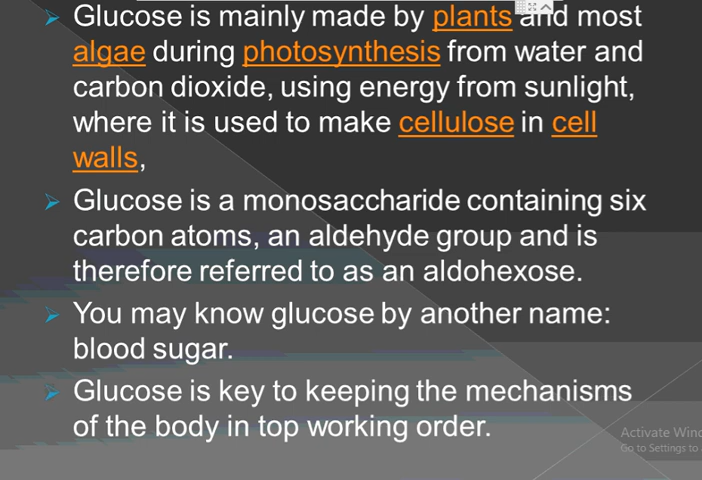 Glucose is mainly made by plants and most
algae during photosynthesis from water and
carbon dioxide, using energy from sunlight,
where it is used to make cellulose in cell
walls,
Glucose is a monosaccharide containing six
carbon atoms, an aldehyde group and is
therefore referred to as an aldohexose.
You may know glucose by another name:
blood sugar.
Glucose is key to keeping the mechanisms
of the body in top working order.
Activate Wind
Go to Settings to